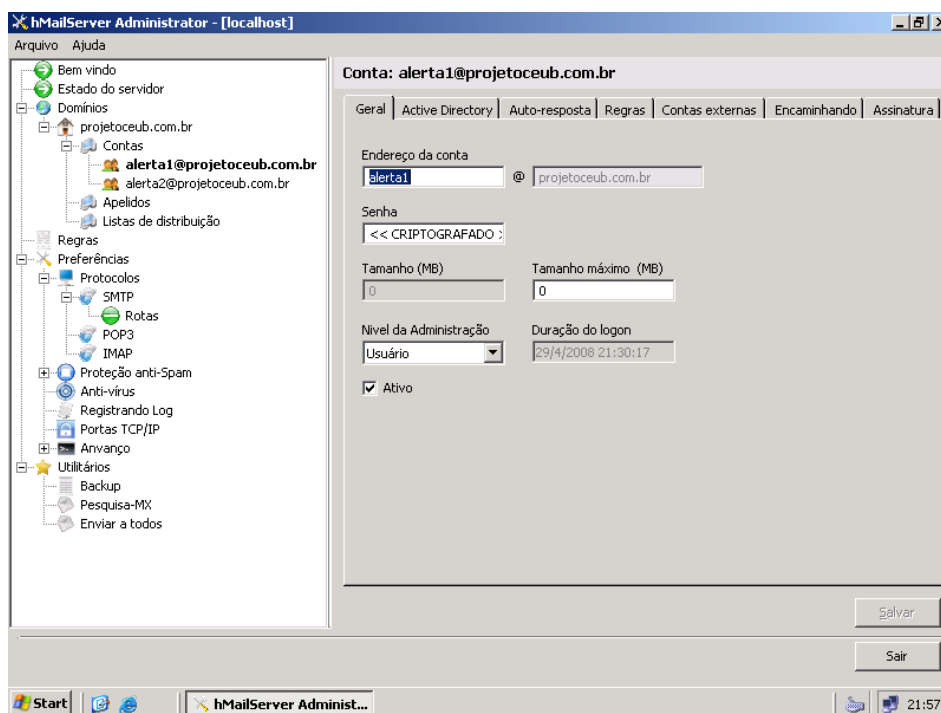 hMailServer Administrator - [localhost]
Arquivo Ajuda
Bem vindo
Estado do servidor
Domínios
projetoceub.com.br
Contas
alerta1@projetoceub.com.br
alerta2@projetoceub.com.br
Apelidos
Listas de distribuição
Regras
Preferências
Protocolos
SMTP
Rotas
POP3
IMAP
Proteção anti-Spam
Anti-vírus
Registrando Log
Portas TCP/IP
Anvanço
Utilitários
Backup
Pesquisa-MX
Enviar a todos
Conta: alerta1@projetoceub.com.br
Geral Active Directory Auto-resposta Regras Contas externas Encaminhando Assinatura
Endereço da conta
alerta1 @ projetoceub.com.br
Senha
<< CRIPTOGRAFADO >
Tamanho (MB) Tamanho máximo (MB)
0 0
Nivel da Administração Duração do logon
Usuário 29/4/2008 21:30:17
Ativo
Salvar
Sair
Start hMailServer Administ... 21:57